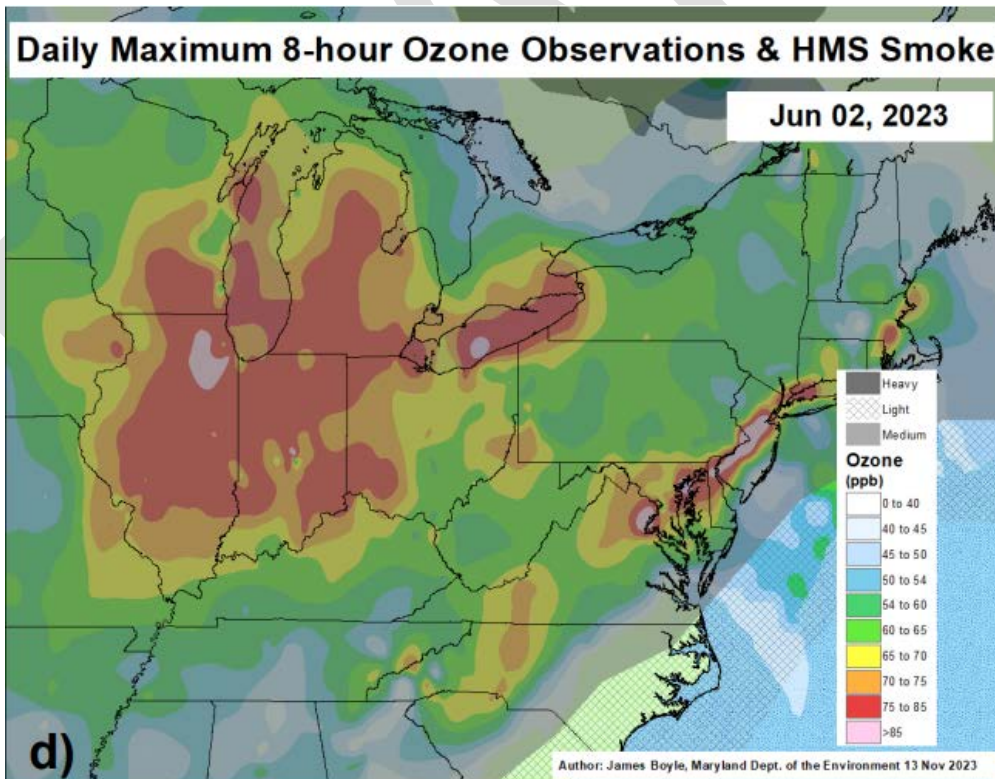 Daily Maximum 8-hour Ozone Observations & HMS Smoke
Jun 02, 2023
Heavy
Light
Medium
Ozone
(ppb)
0 to 40
40 to 45
45 to 50
50 to 54
54 to 60
60 to 65
65 to 70
70 to 75
75 to 85
>85
d)
Author: James Boyle, Maryland Dept. of the Environment 13 Nov 2023